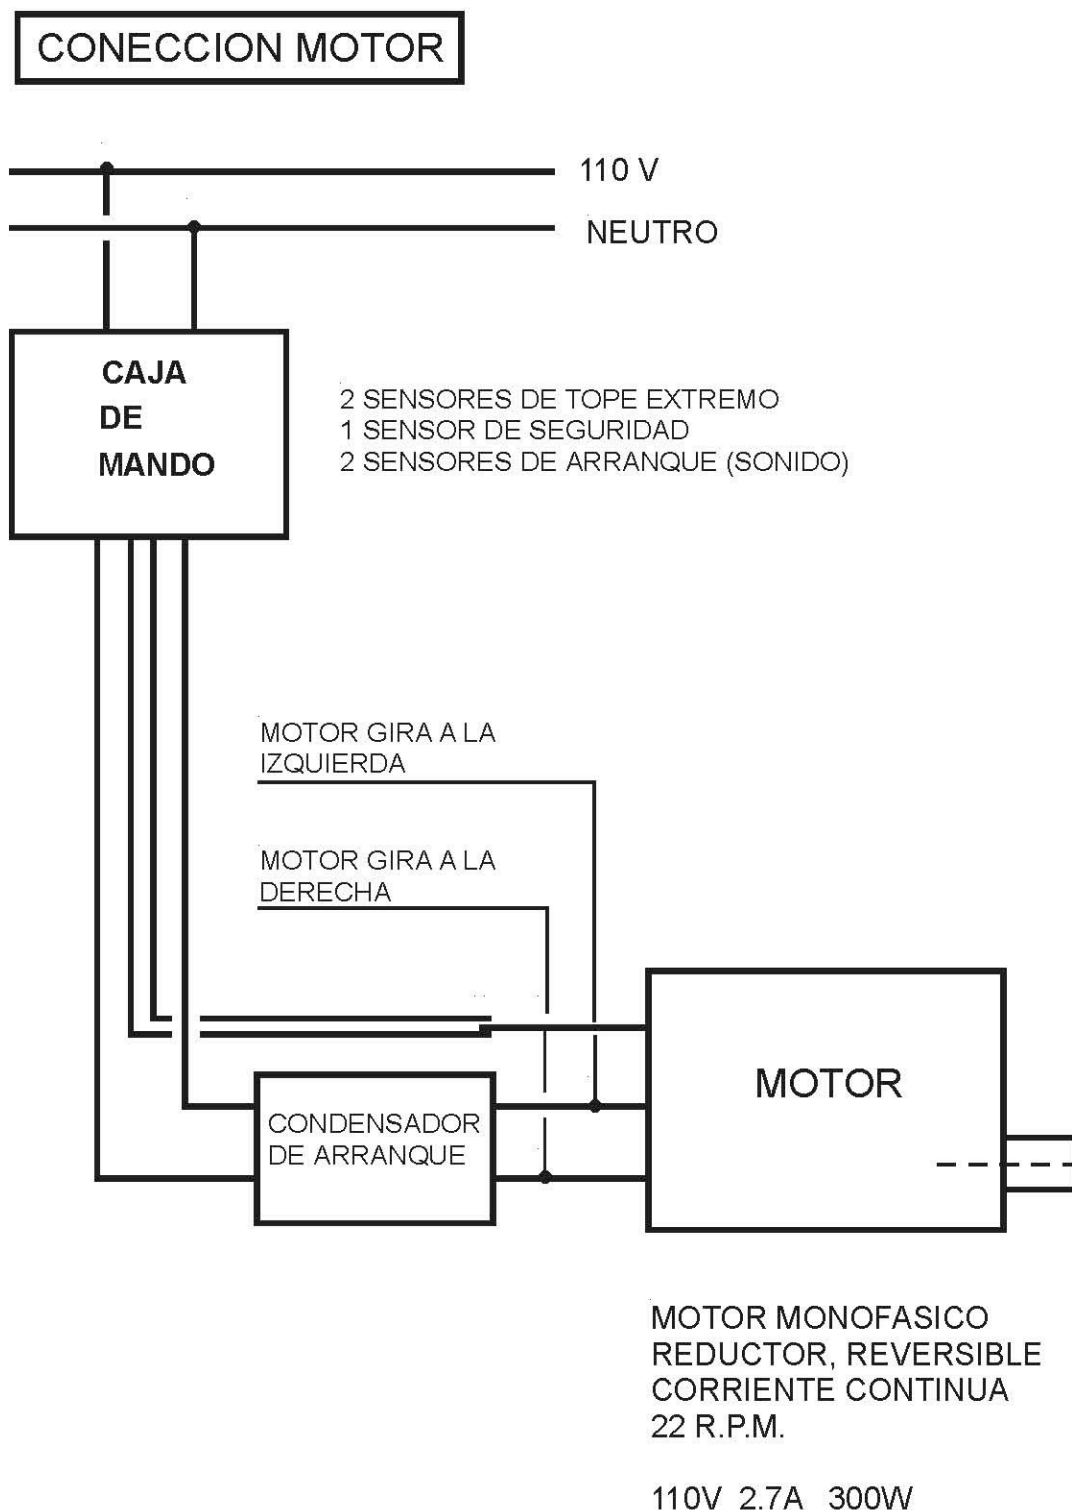 CONECCION MOTOR
110 V
NEUTRO
CAJA
DE
MANDO
2 SENSORES DE TOPE EXTREMO
1 SENSOR DE SEGURIDAD
2 SENSORES DE ARRANQUE (SONIDO)
MOTOR GIRA A LA
IZQUIERDA
MOTOR GIRA A LA
DERECHA
MOTOR
CONDENSADOR
DE ARRANQUE
MOTOR MONOFASICO
REDUCTOR, REVERSIBLE
CORRIENTE CONTINUA
22 R.P.M.
110V 2.7A 300W